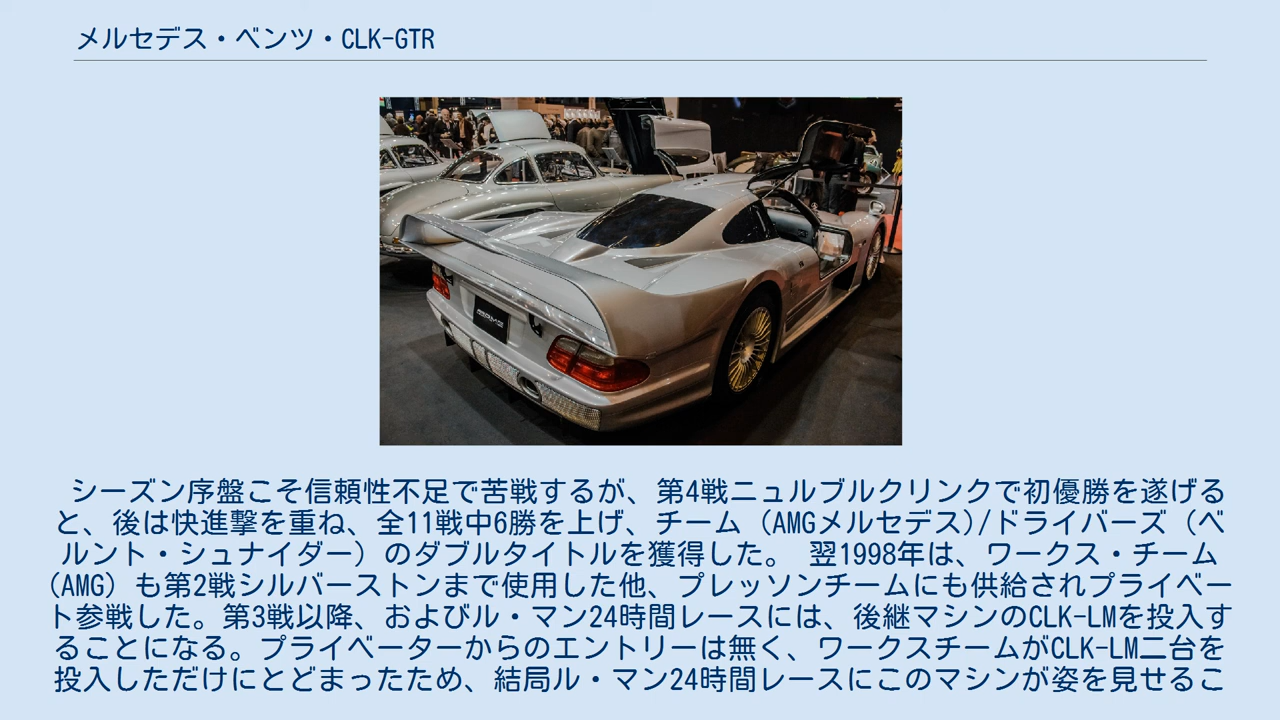 メルセデス・ベンツ・CLK-GTR
シーズン序盤こそ信頼性不足で苦戦するが、第4戦ニュルブルクリンクで初優勝を遂げる
と、後は快進撃を重ね、全11戦中6勝を上げ、チーム（AMGメルセデス)/ドライバーズ（ベ
ルント・シュナイダー）のダブルタイトルを獲得した。 翌1998年は、ワークス・チーム
(AMG）も第2戦シルバーストンまで使用した他、プレッソンチームにも供給されプライベー
ト参戦した。第3戦以降、およびル・マン24時間レースには、後継マシンのCLK-LMを投入す
ることになる。プライベーターからのエントリーは無く、ワークスチームがCLK-LM二台を
投入しただけにとどまったため、結局ル・マン24時間レースにこのマシンが姿を見せるこ